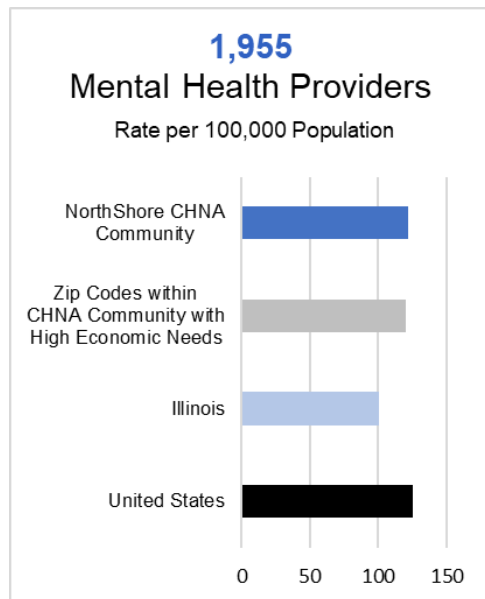 1,955
Mental Health Providers
Rate per 100,000 Population
NorthShore CHNA
Community
Zip Codes within
CHNA Community with
High Economic Needs
Illinois
United States
0 50 100 150